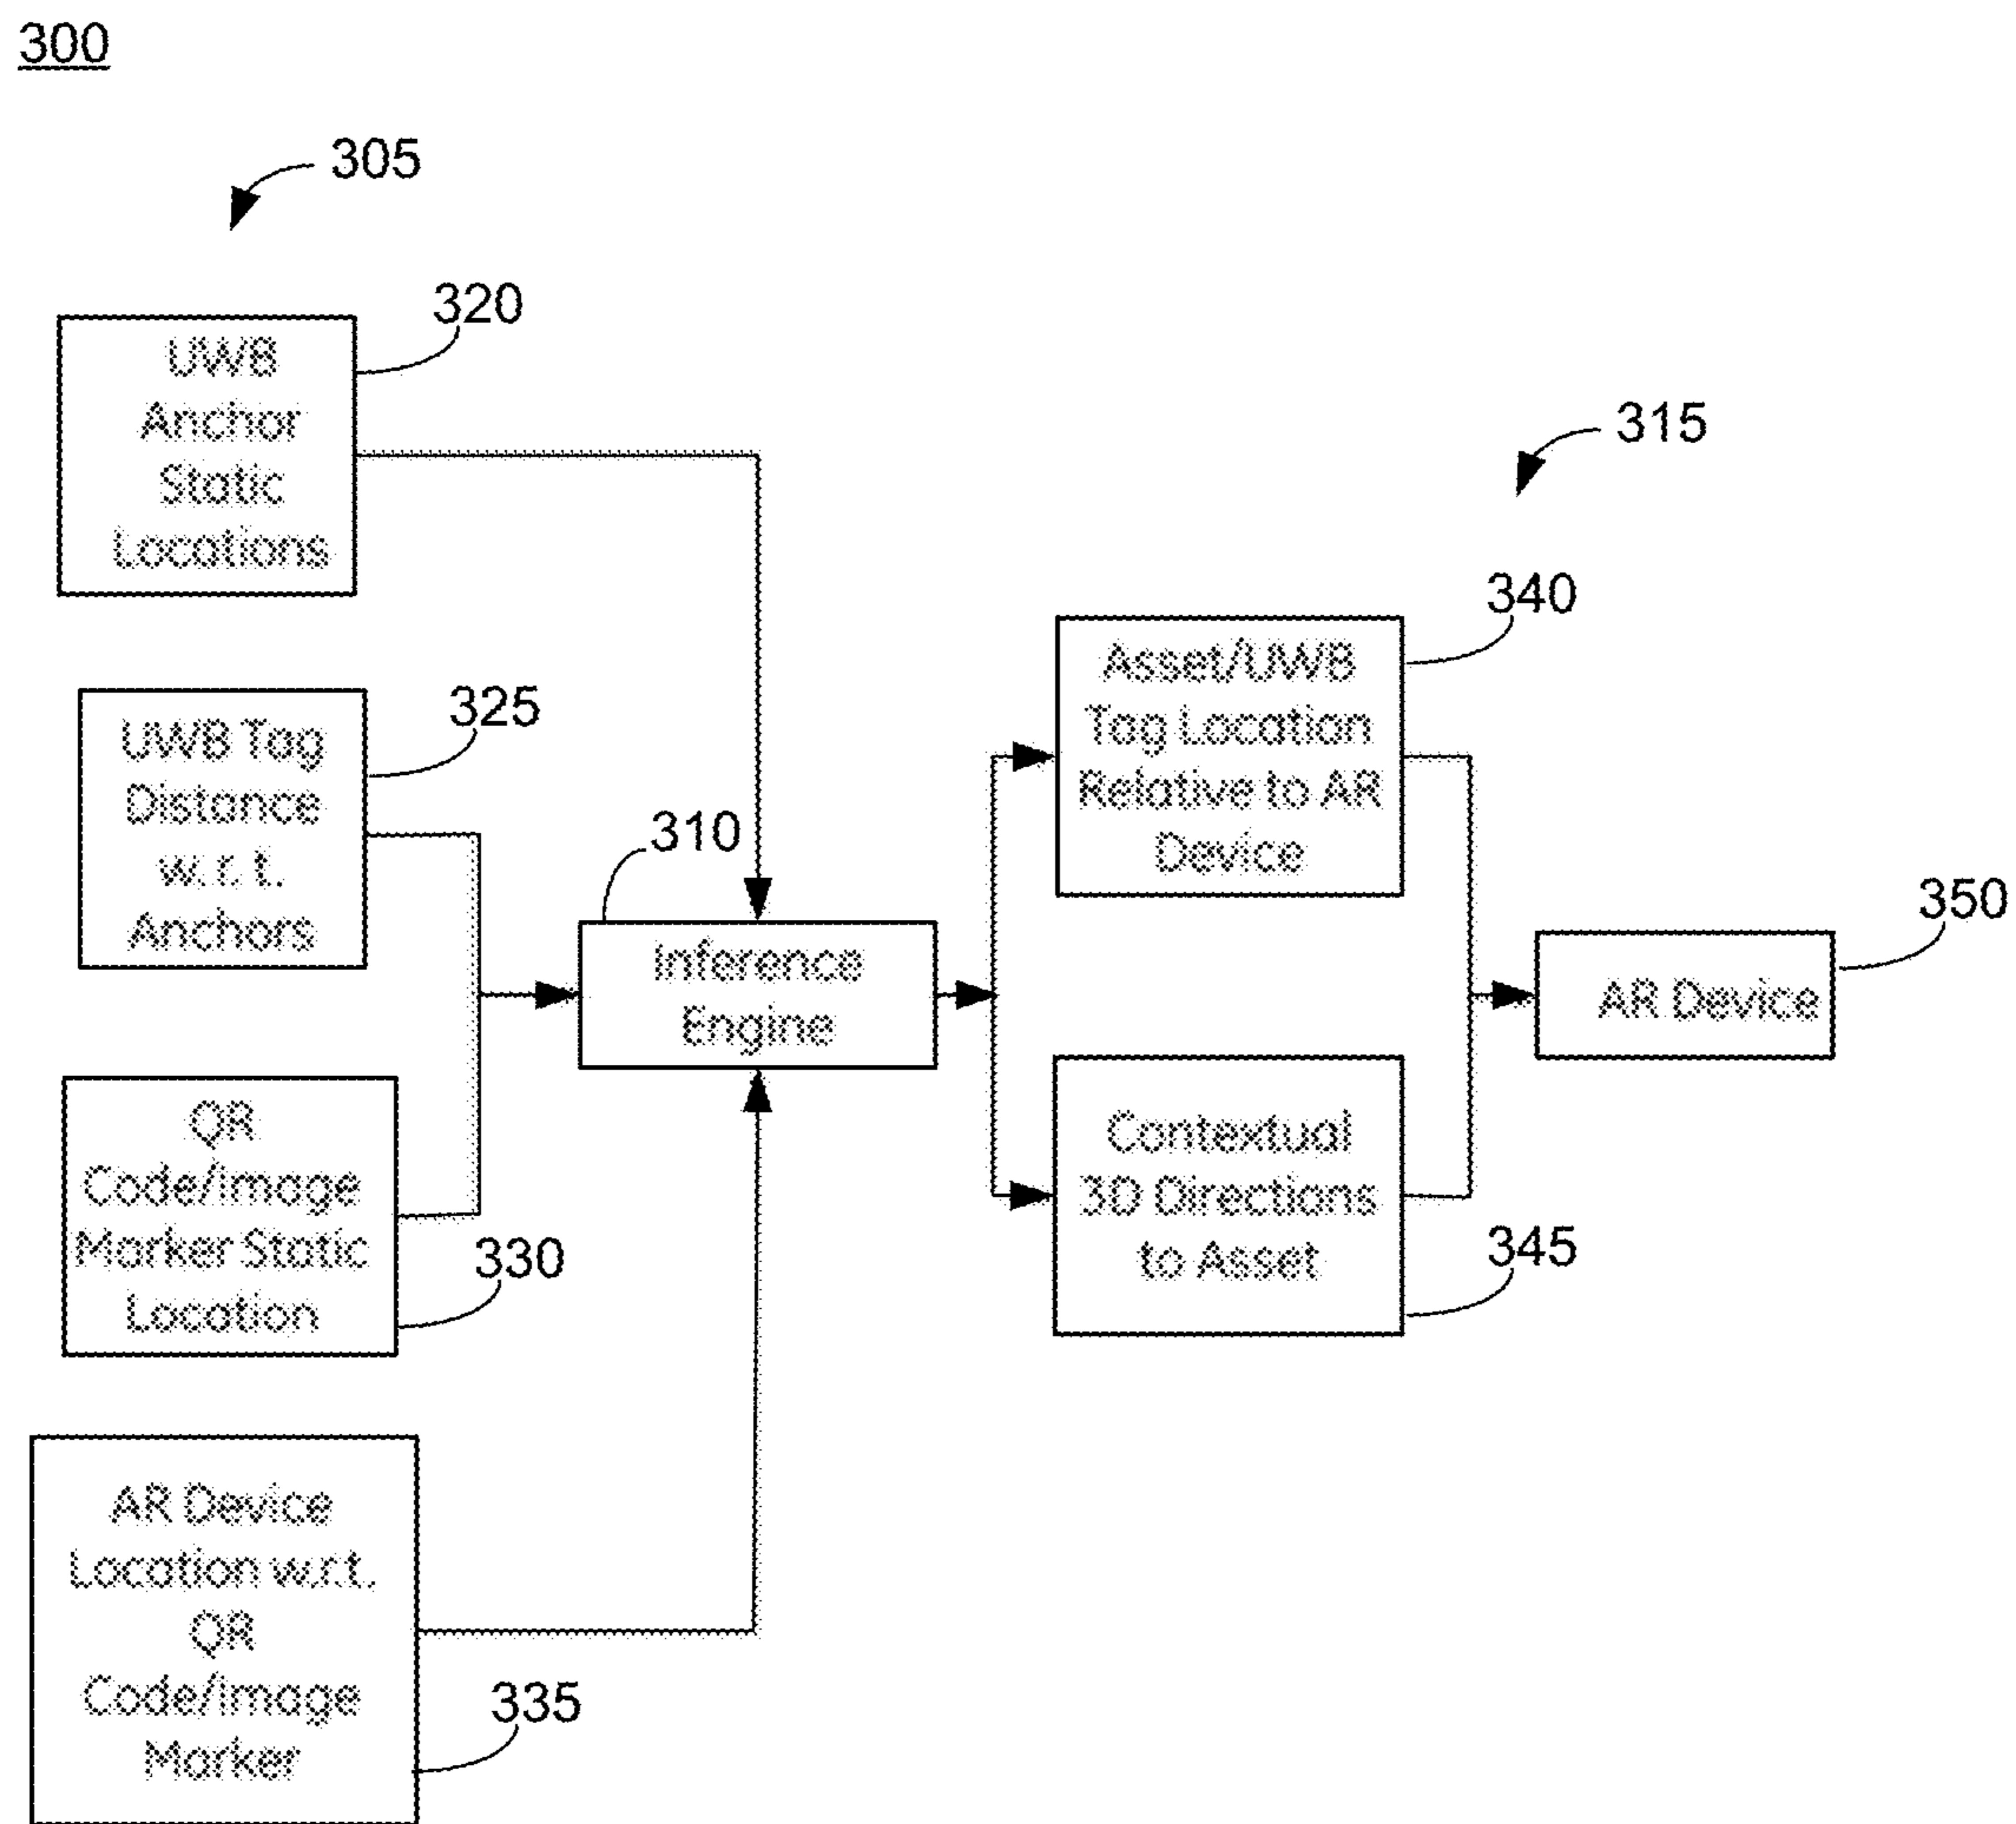 300
305
320
UWB
Anchor
Static
Locations
315
325
UWB Tag
Distance
w. r. t.
Anchors
310
Inference
Engine
340
Asset/UWB
Tag Location
Relative to AR
Device
350
AR Device
QR
Code/Image
Marker Static
Location
330
Contextual
3D Directions
to Asset
345
AR Device
Location w.r.t.
QR
Code/Image
Marker
335